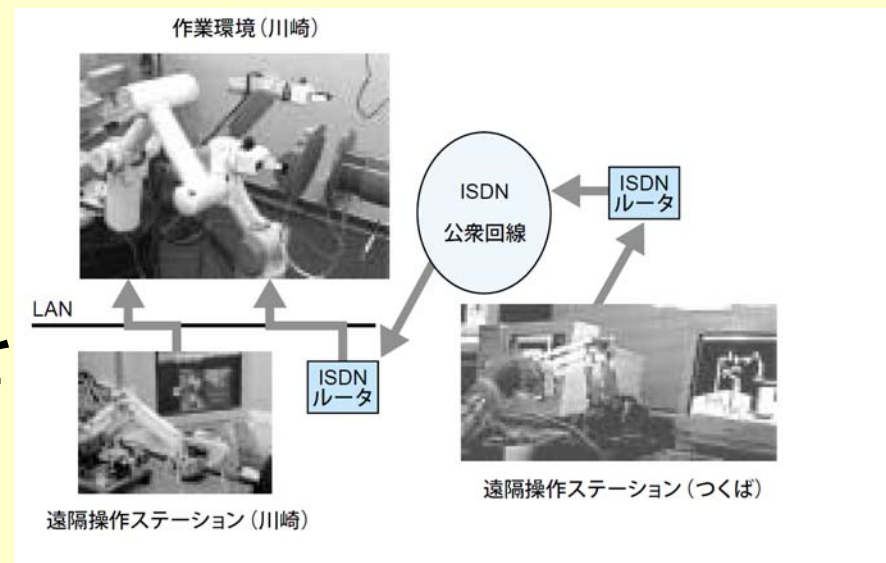 作業環境（川崎）
ISDN
公衆回線
ISDN
ルータ
LAN
ISDN
ルータ
遠隔操作ステーション（川崎）
遠隔操作ステーション（つくば）